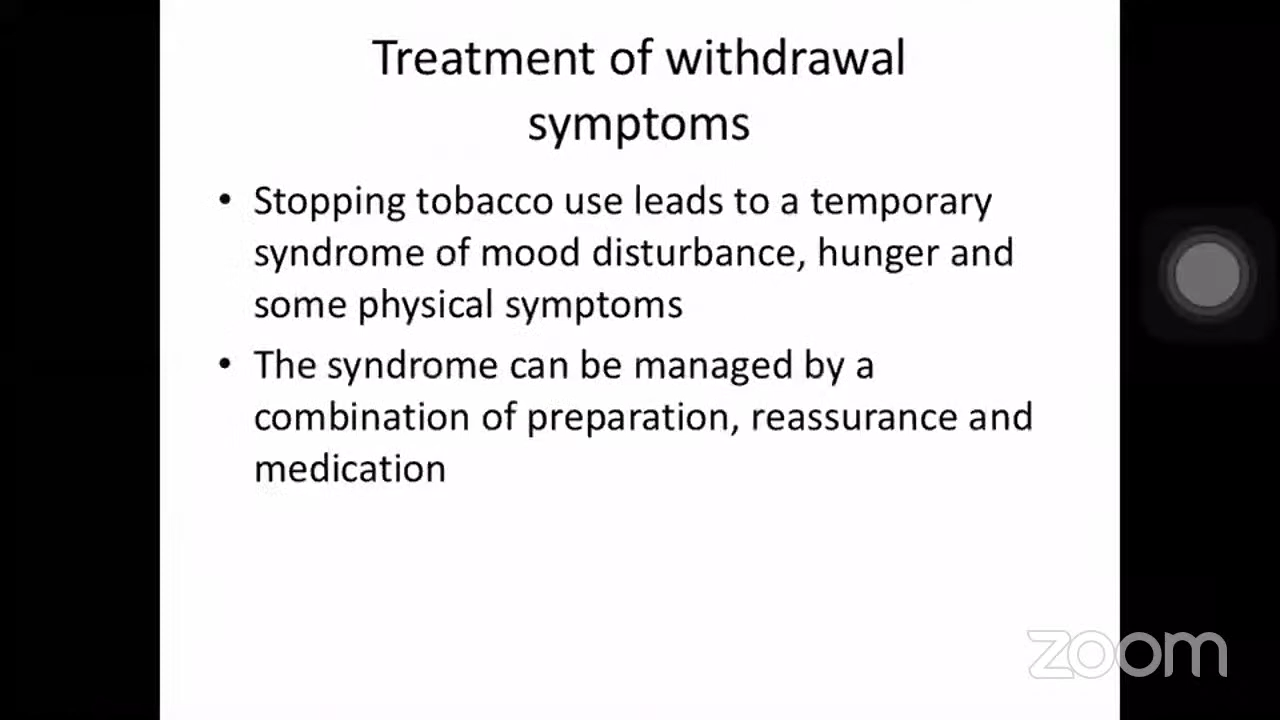 Treatment of withdrawal
symptoms
• Stopping tobacco use leads to a temporary
syndrome of mood disturbance, hunger and
some physical symptoms
• The syndrome can be managed by a
combination of preparation, reassurance and
medication
zoom